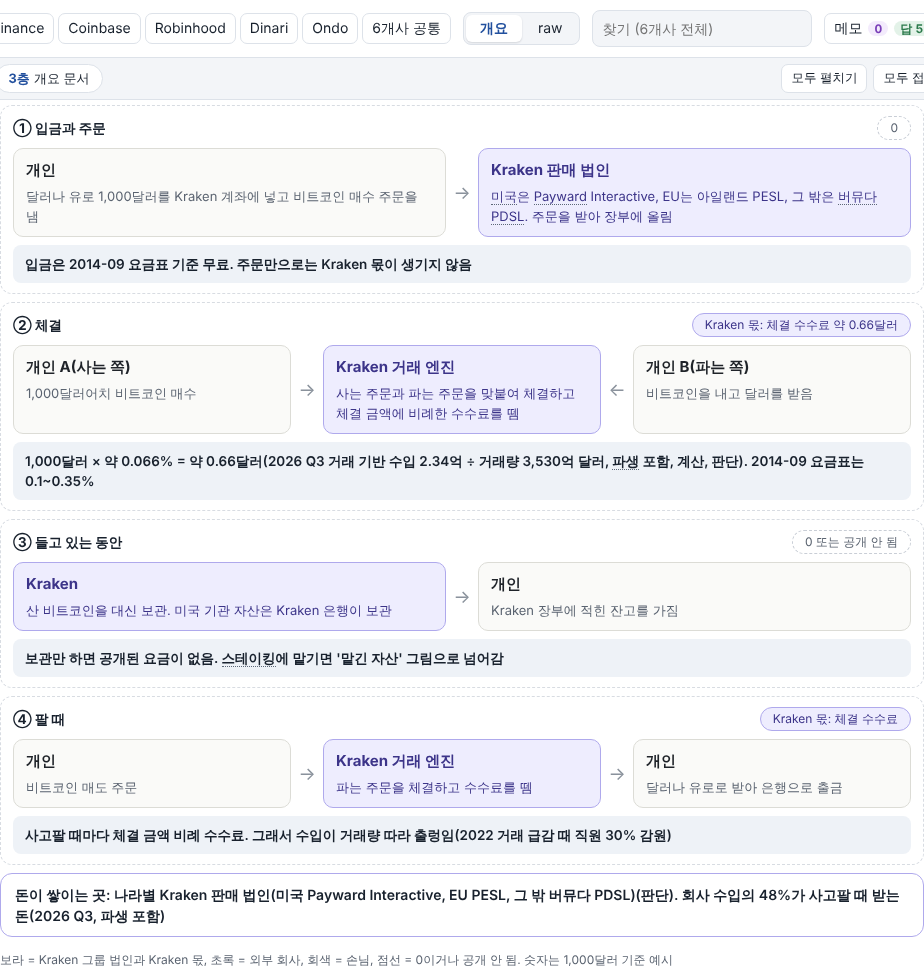 inance Coinbase Robinhood Dinari Ondo 6개사 공통 개요 raw 찾기 (6개사 전체) 메모 0 답 5
3층 개요 문서 모두 펼치기 모두 접
① 입금과 주문 0
개인
달러나 유로 1,000달러를 Kraken 계좌에 넣고 비트코인 매수 주문을
냄
→
Kraken 판매 법인
미국은 Payward Interactive, EU는 아일랜드 PESL, 그 밖은 버뮤다
PDSL. 주문을 받아 장부에 올림
입금은 2014-09 요금표 기준 무료. 주문만으로는 Kraken 몫이 생기지 않음
② 체결 Kraken 몫: 체결 수수료 약 0.66달러
개인 A(사는 쪽)
1,000달러어치 비트코인 매수
→
Kraken 거래 엔진
사는 주문과 파는 주문을 맞붙여 체결하고
체결 금액에 비례한 수수료를 뗌
←
개인 B(파는 쪽)
비트코인을 내고 달러를 받음
1,000달러 × 약 0.066% = 약 0.66달러(2026 Q3 거래 기반 수입 2.34억 ÷ 거래량 3,530억 달러, 파생 포함, 계산, 판단). 2014-09 요금표는
0.1~0.35%
③ 들고 있는 동안 0 또는 공개 안 됨
Kraken
산 비트코인을 대신 보관. 미국 기관 자산은 Kraken 은행이 보관
→
개인
Kraken 장부에 적힌 잔고를 가짐
보관만 하면 공개된 요금이 없음. 스테이킹에 맡기면 '맡긴 자산' 그림으로 넘어감
④ 팔 때 Kraken 몫: 체결 수수료
개인
비트코인 매도 주문
→
Kraken 거래 엔진
파는 주문을 체결하고 수수료를 뗌
→
개인
달러나 유로로 받아 은행으로 출금
사고팔 때마다 체결 금액 비례 수수료. 그래서 수입이 거래량 따라 출렁임(2022 거래 급감 때 직원 30% 감원)
돈이 쌓이는 곳: 나라별 Kraken 판매 법인(미국 Payward Interactive, EU PESL, 그 밖 버뮤다 PDSL)(판단). 회사 수입의 48%가 사고팔 때 받는
돈(2026 Q3, 파생 포함)
보라 = Kraken 그룹 법인과 Kraken 몫, 초록 = 외부 회사, 회색 = 손님, 점선 = 0이거나 공개 안 됨. 숫자는 1,000달러 기준 예시